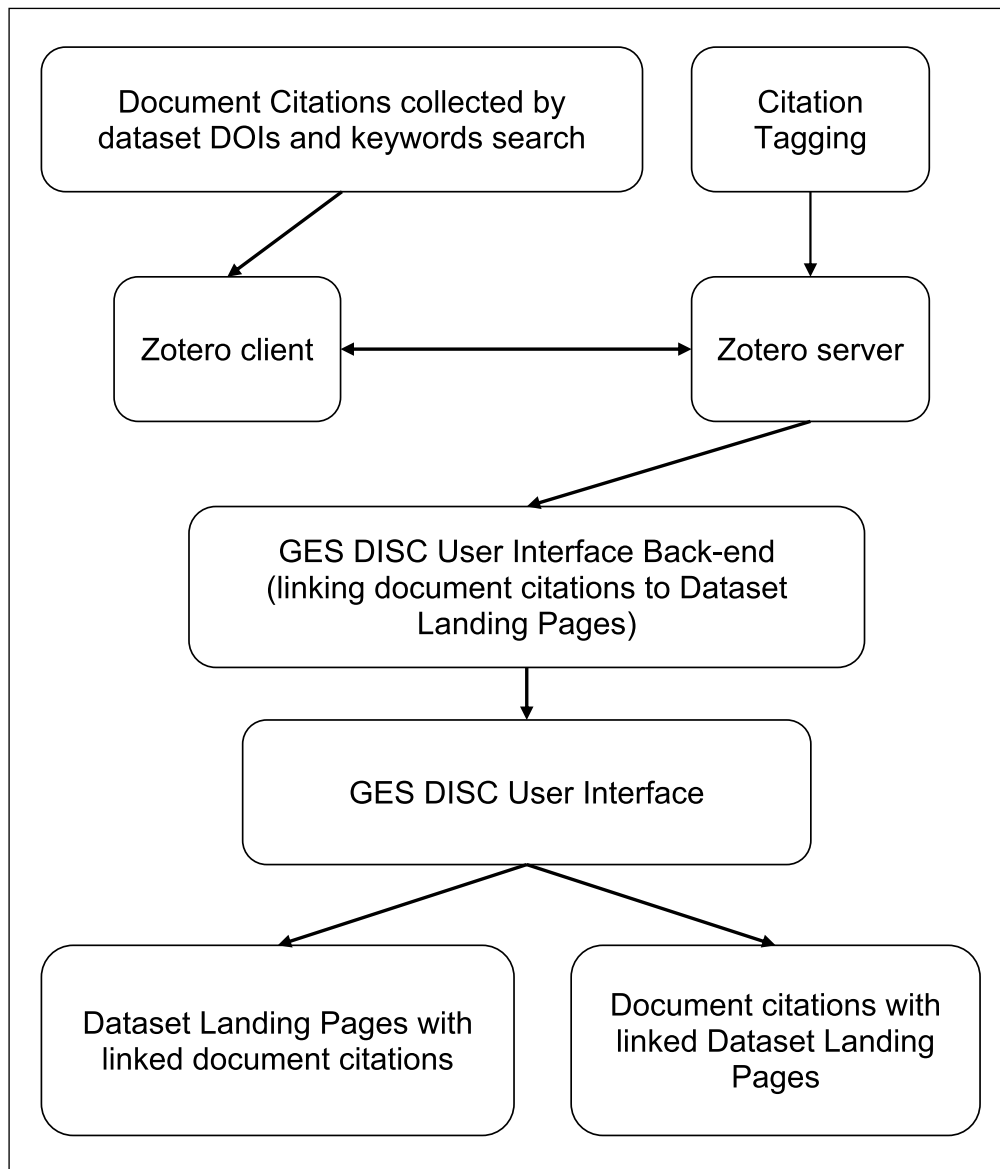 Document Citations collected by
dataset DOIs and keywords search
Citation
Tagging
Zotero client
Zotero server
GES DISC User Interface Back-end
(linking document citations to Dataset
Landing Pages)
GES DISC User Interface
Dataset Landing Pages with
linked document citations
Document citations with
linked Dataset Landing
Pages